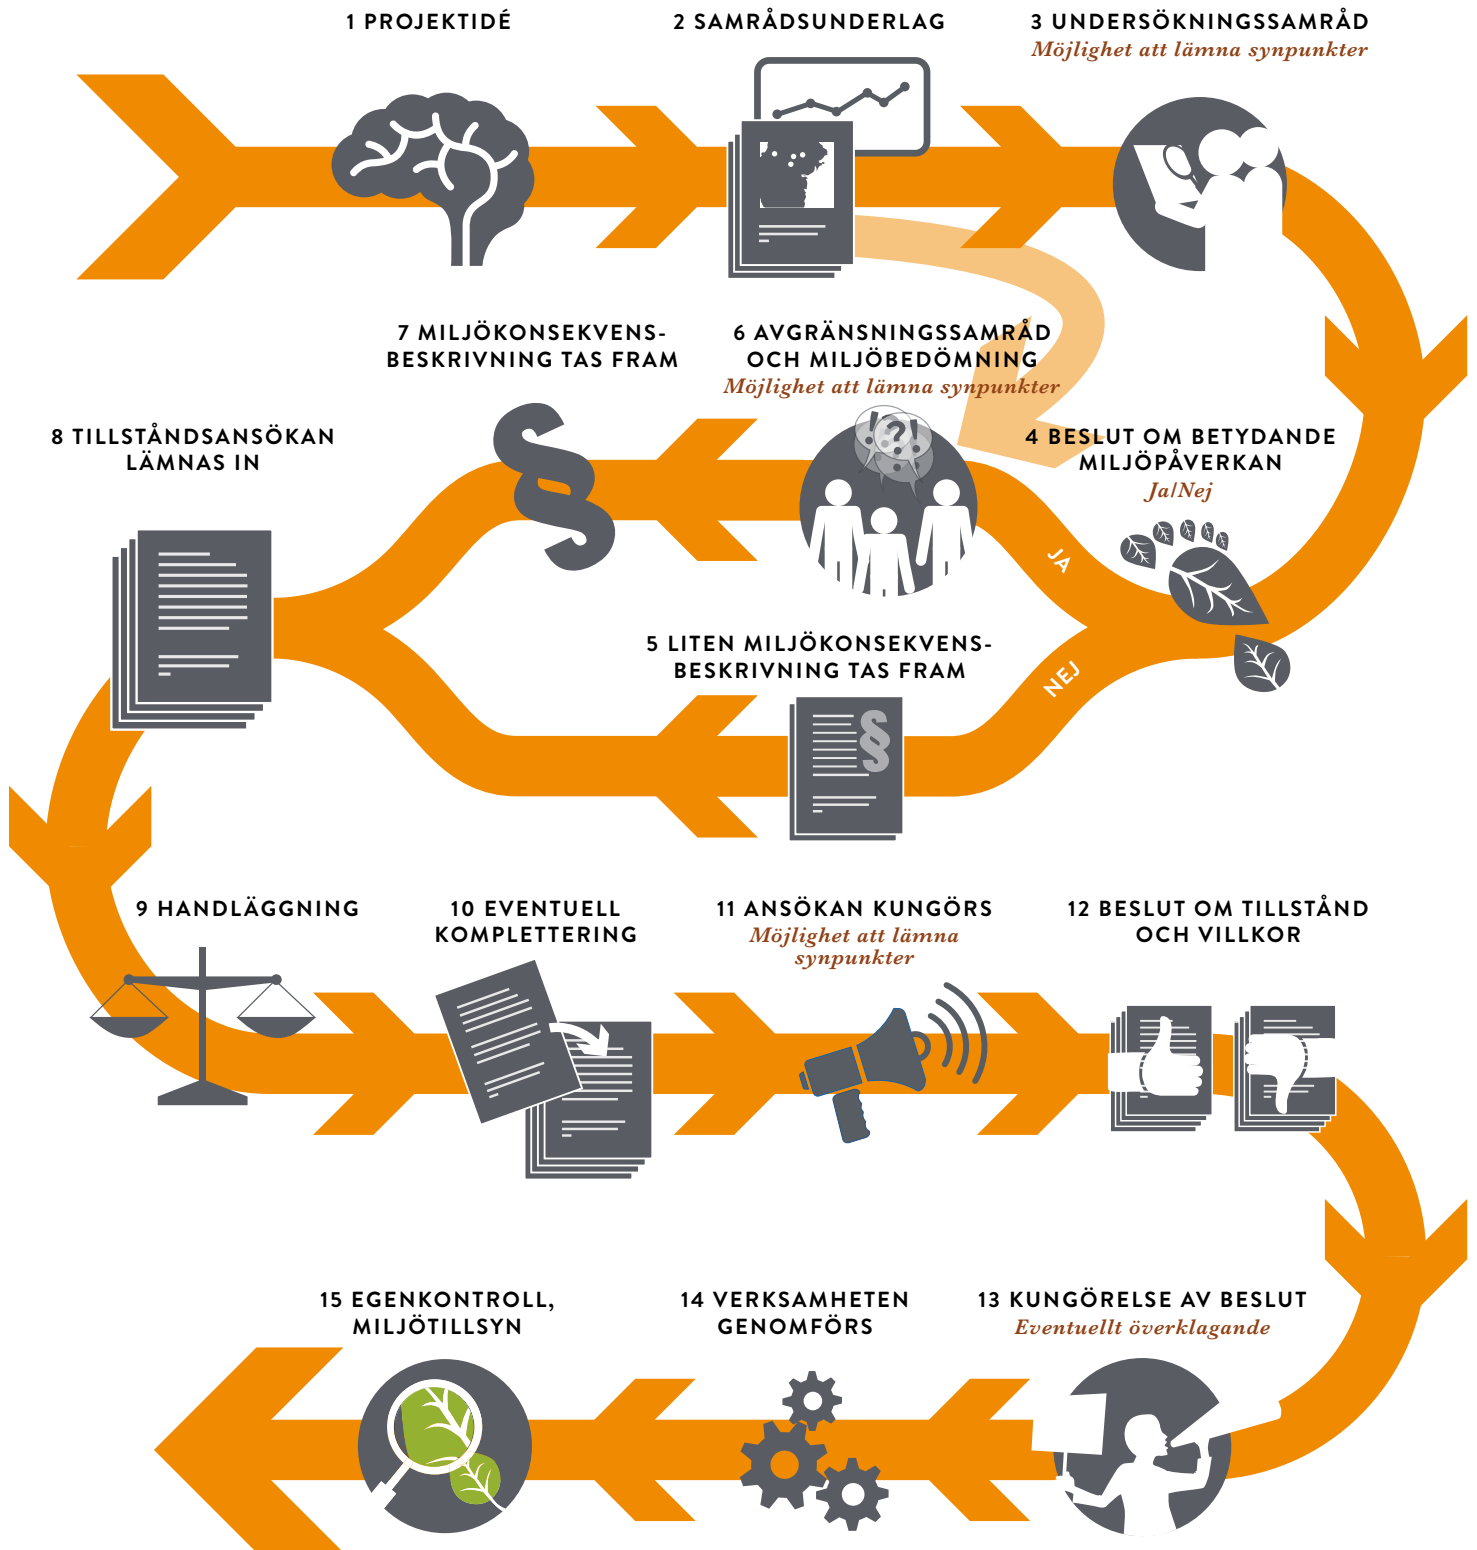 1 PROJEKTIDÉ
2 SAMRÅDSUNDERLAG
3 UNDERSÖKNINGSSAMRÅD
Möjlighet att lämna synpunkter
4 BESLUT OM BETYDANDE
MILJÖPÅVERKAN
Ja/Nej
JA
NEJ
5 LITEN MILJÖKONSEKVENS-
BESKRIVNING TAS FRAM
6 AVGRÄNSNINGSSAMRÅD
OCH MILJÖBEDÖMNING
Möjlighet att lämna synpunkter
!?!
7 MILJÖKONSEKVENS-
BESKRIVNING TAS FRAM
§
§
8 TILLSTÅNDSANSÖKAN
LÄMNAS IN
9 HANDLÄGGNING
10 EVENTUELL
KOMPLETTERING
11 ANSÖKAN KUNGÖRS
Möjlighet att lämna
synpunkter
12 BESLUT OM TILLSTÅND
OCH VILLKOR
13 KUNGÖRELSE AV BESLUT
Eventuellt överklagande
14 VERKSAMHETEN
GENOMFÖRS
15 EGENKONTROLL,
MILJÖTILLSYN